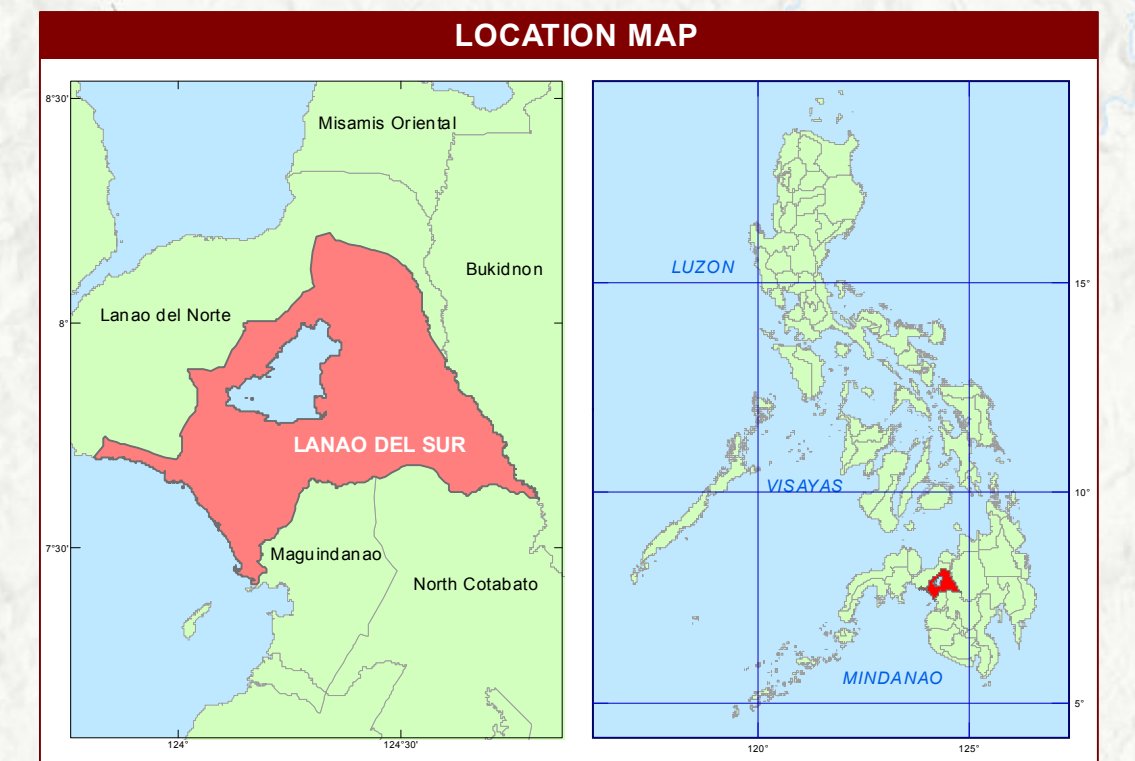 LOCATION MAP
8°30'
Misamis Oriental
Bukidnon
Lanao del Norte
8°
LANAO DEL SUR
7°30'
Maguindanao
North Cotabato
124°
124°30'
LUZON
15°
VISAYAS
10°
MINDANAO
5°
120°
125°